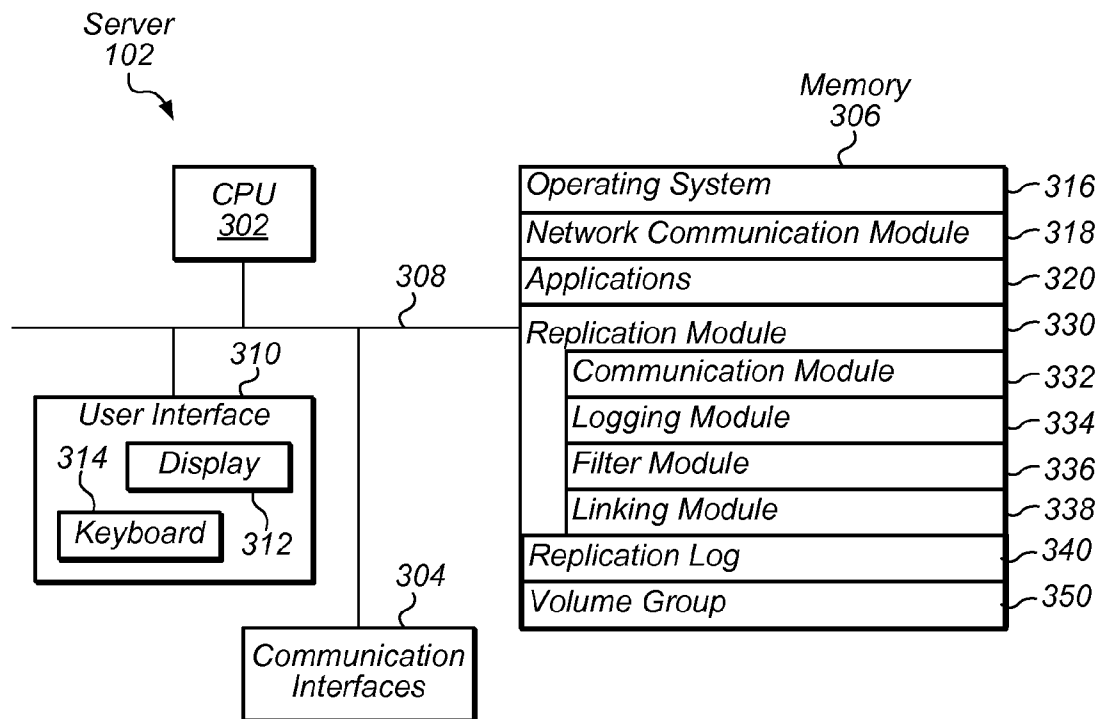 Server
102
Memory
306
CPU
302
Operating System
316
Network Communication Module
318
Applications
320
308
Replication Module
330
Communication Module
332
Logging Module
334
Filter Module
336
Linking Module
338
Replication Log
340
Volume Group
350
310
User Interface
314
Display
Keyboard
312
304
Communication
Interfaces